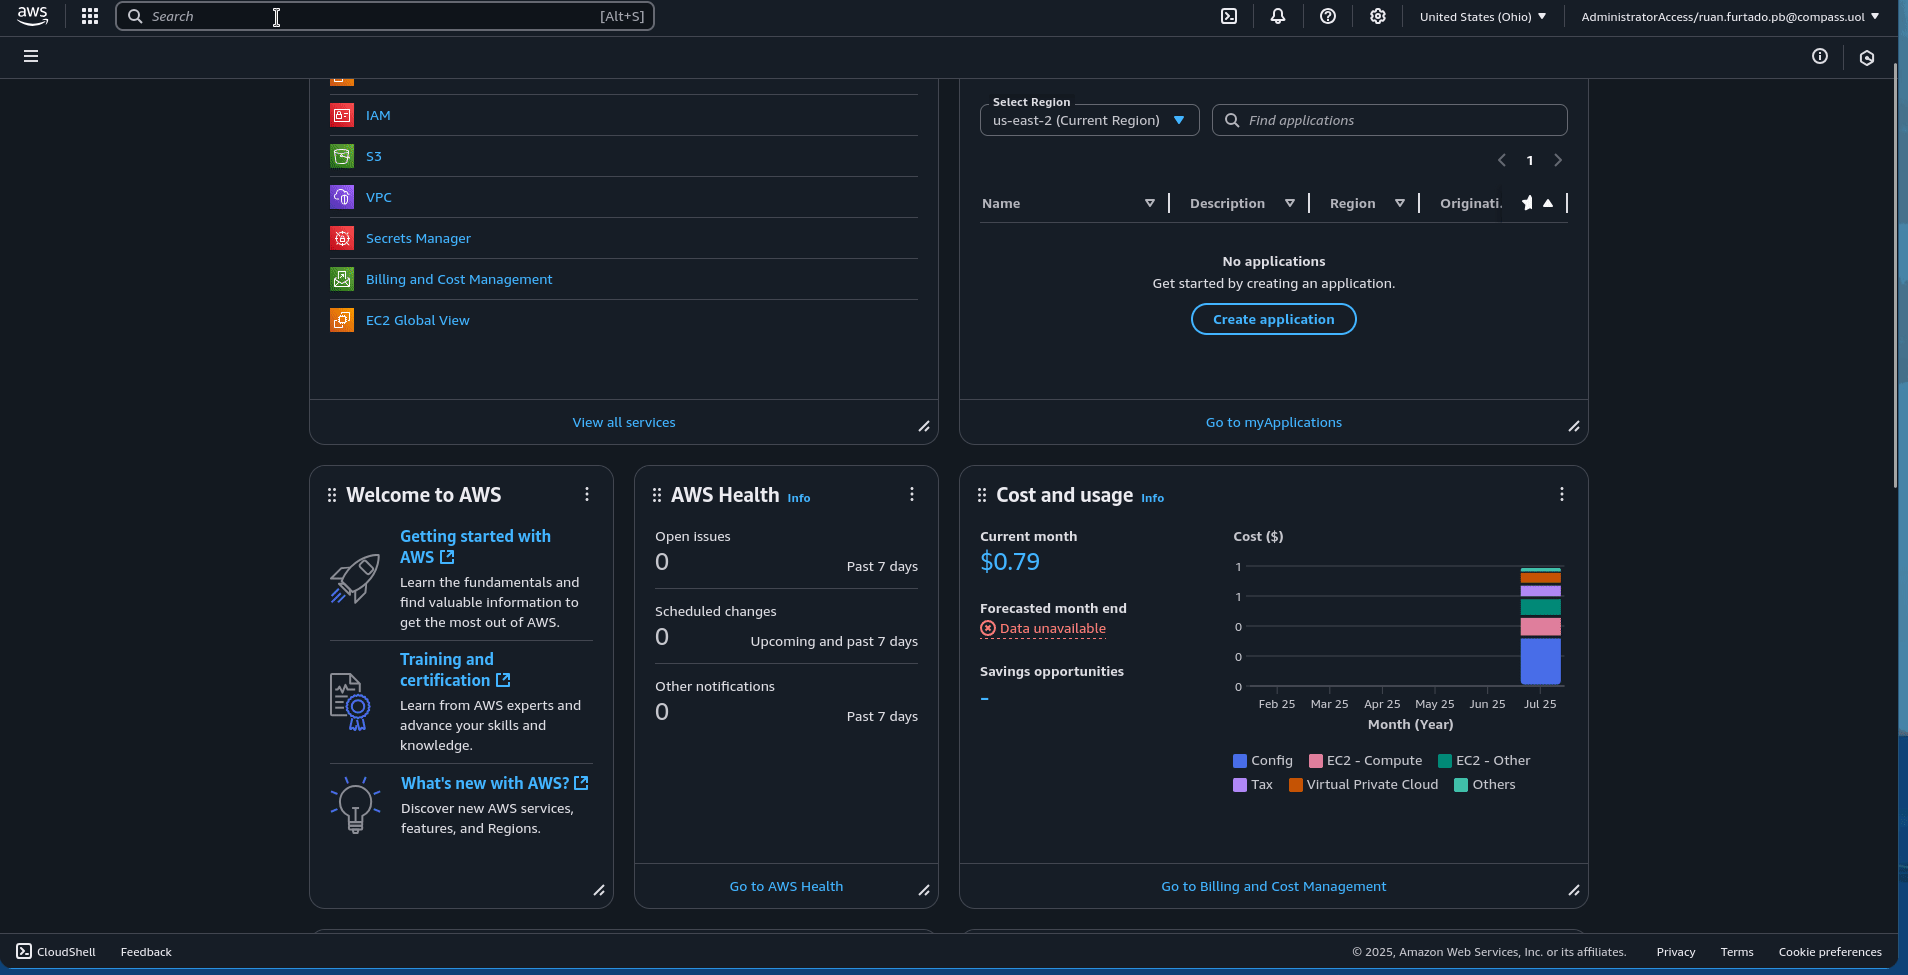 aws
Search
[Alt+S]
United States (Ohio)
AdministratorAccess/ruan.furtado.pb@compass.uol
IAM
S3
VPC
Secrets Manager
Billing and Cost Management
EC2 Global View
View all services
Select Region
us-east-2 (Current Region)
Find applications
1
Name
Description
Region
Originati.
No applications
Get started by creating an application.
Create application
Go to myApplications
Welcome to AWS
Getting started with
AWS
Learn the fundamentals and
find valuable information to
get the most out of AWS.
Training and
certification
Learn from AWS experts and
advance your skills and
knowledge.
What's new with AWS?
Discover new AWS services,
features, and Regions.
AWS Health Info
Open issues
0
Past 7 days
Scheduled changes
0
Upcoming and past 7 days
Other notifications
0
Past 7 days
Go to AWS Health
Cost and usage Info
Current month
$0.79
Forecasted month end
Data unavailable
Savings opportunities
-
Cost ($)
1
1
0
0
0
Feb 25 Mar 25 Apr 25 May 25 Jun 25 Jul 25
Month (Year)
Config EC2 - Compute EC2 - Other
Tax Virtual Private Cloud Others
Go to Billing and Cost Management
CloudShell Feedback
© 2025, Amazon Web Services, Inc. or its affiliates. Privacy Terms Cookie preferences